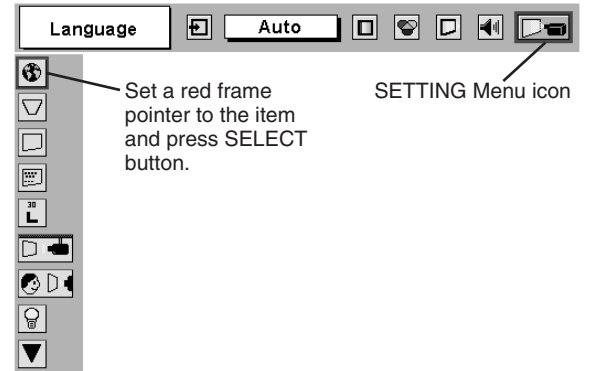 Language
Auto
Set a red frame
pointer to the item
and press SELECT
button.
SETTING Menu icon
30
L